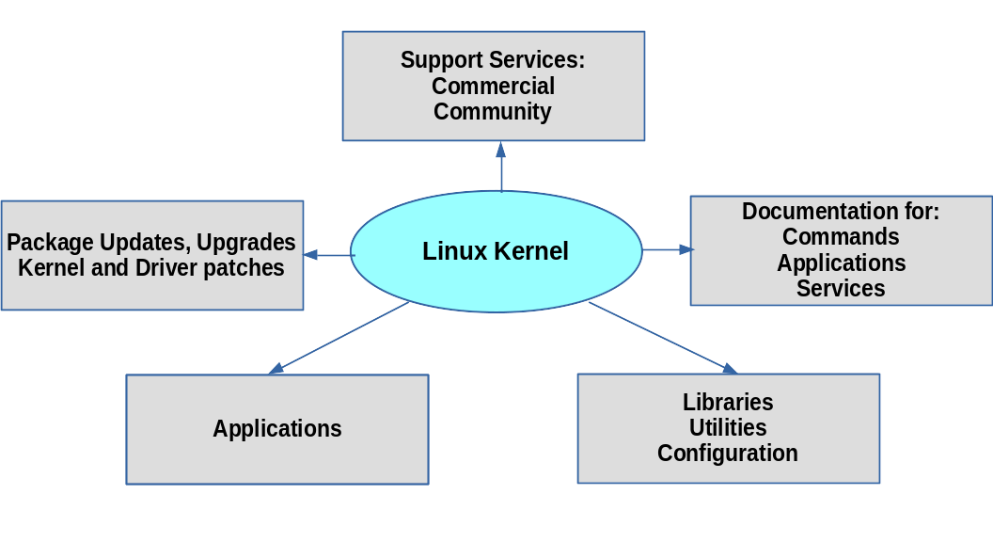 Support Services:
Commercial
Community
Package Updates, Upgrades
Kernel and Driver patches
Linux Kernel
Documentation for:
Commands
Applications
Services
Applications
Libraries
Utilities
Configuration